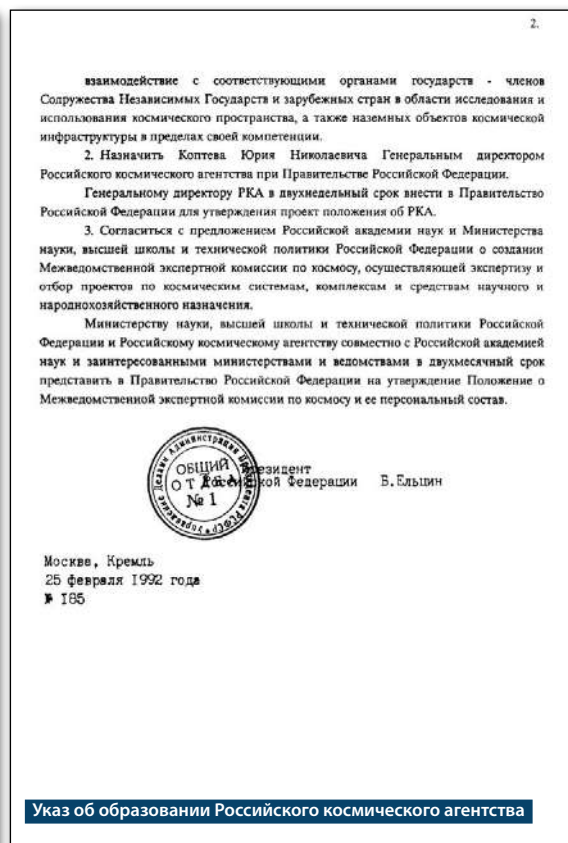 2.
взаимодействие с соответствующими органами государств - членов
Содружества Независимых Государств и зарубежных стран в области исследования и
использования космического пространства, а также наземных объектов космической
инфраструктуры в пределах своей компетенции.
2. Назначить Коптева Юрия Николаевича Генеральным директором
Российского космического агентства при Правительстве Российской Федерации.
Генеральному директору РКА в двухнедельный срок внести в Правительство
Российской Федерации для утверждения проект положения об РКА.
3. Согласиться с предложением Российской академии наук и Министерства
науки, высшей школы и технической политики Российской Федерации о создании
Межведомственной экспертной комиссии по космосу, осуществляющей экспертизу и
отбор проектов по космическим системам, комплексам и средствам научного и
народнохозяйственного назначения.
Министерству науки, высшей школы и технической политики Российской
Федерации и Российскому космическому агентству совместно с Российской академией
наук и заинтересованными министерствами и ведомствами в двухмесячный срок
представить в Правительство Российской Федерации на утверждение Положение о
Межведомственной экспертной комиссии по космосу и ее персональный состав.
Президент
Российской Федерации В.Ельцин
Управление Делами Администрации Президента РСФСР
ОБЩИЙ
ОТДЕЛ
№ 1
Москва, Кремль
25 февраля 1992 года
№ 185
Указ об образовании Российского космического агентства